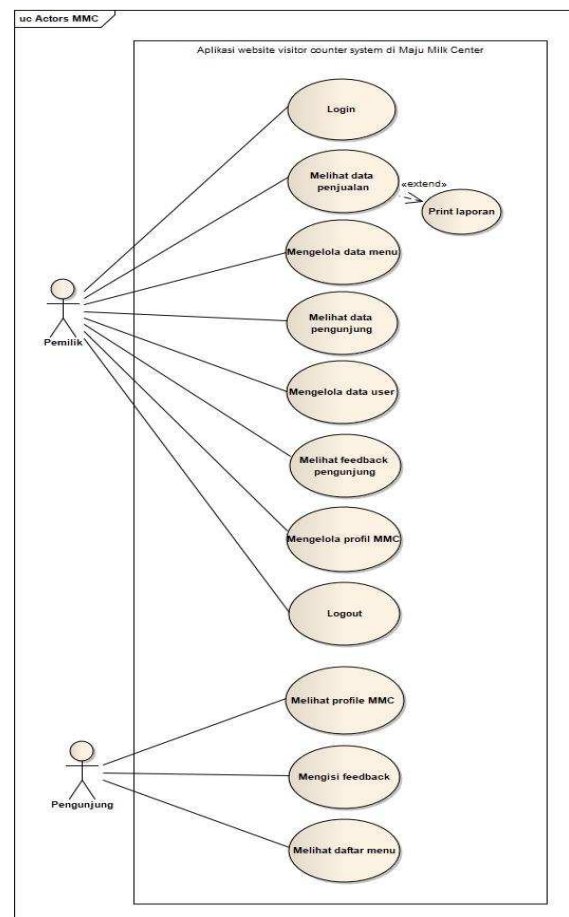 uc Actors MMC
Aplikasi website visitor counter system di Maju Milk Center
Login
Melihat data
penjualan
«extend»
Print laporan
Mengelola data menu
Pemilik
Melihat data
pengunjung
Mengelola data user
Melihat feedback
pengunjung
Mengelola profil MMC
Logout
Melihat profile MMC
Pengunjung
Mengisi feedback
Melihat daftar menu